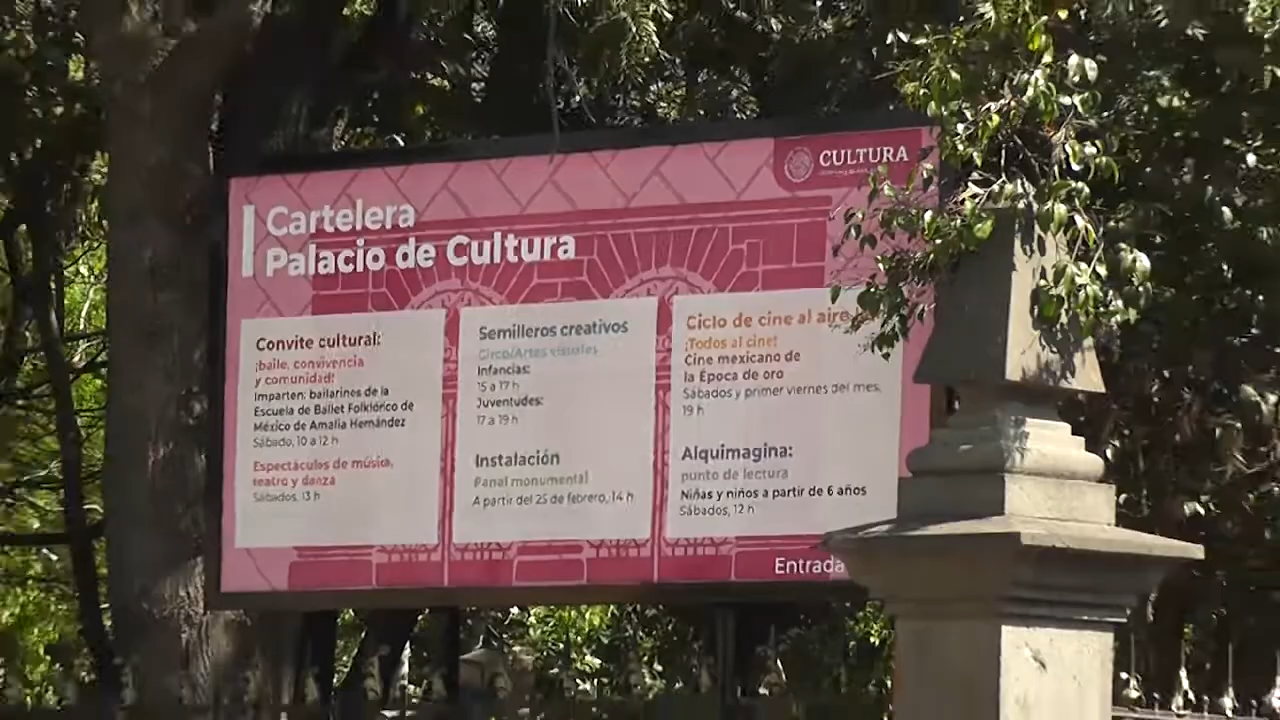 CULTURA
Cartelera
Palacio de Cultura
Convite cultural:
¡baile, convivencia
y comunidad!
Imparten: bailarines de la
Escuela de Ballet Folklórico de
México de Amalia Hernández
Sábado, 10 a 12 h
Espectáculos de música,
teatro y danza
Sábados, 13 h
Semilleros creativos
Circo/Artes visuales
Infancias:
15 a 17 h
Juventudes:
17 a 19 h
Instalación
Panel monumental
A partir del 25 de febrero, 14 h
Ciclo de cine al aire
¡Todos al cine!
Cine mexicano de
la Época de oro
Sábados y primer viernes del mes,
19 h
Alquimagina:
punto de lectura
Niñas y niños a partir de 6 años
Sábados, 12 h
Entrada